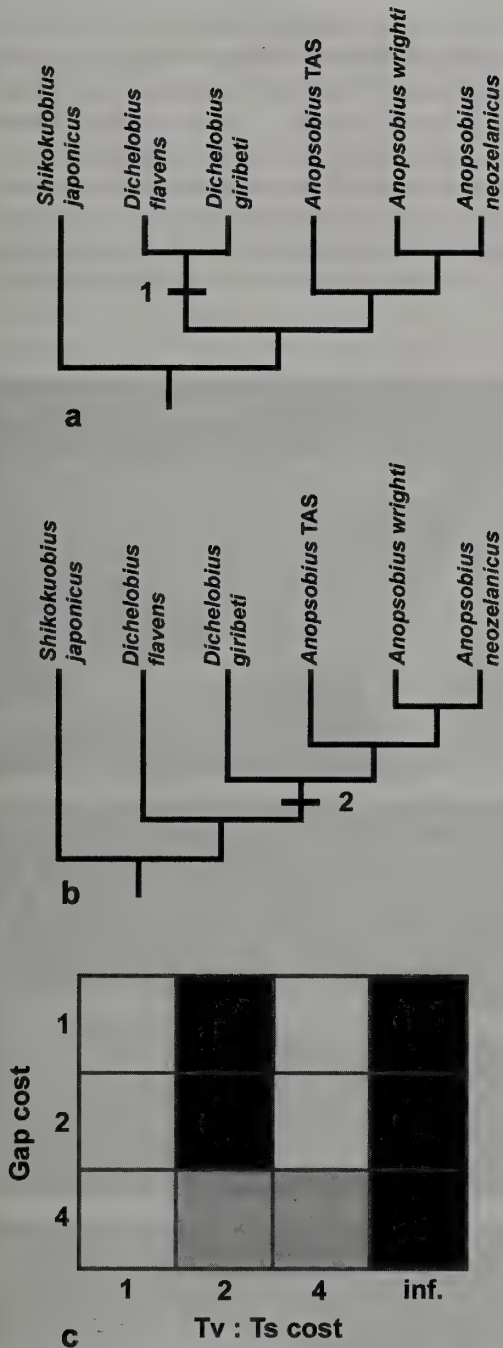 Shikokuobius
japonicus
Dichelobius
flavens
Dichelobius
giribeti
Anopsobius TAS
Anopsobius wrighti
Anopsobius
neozelanicus
1
a
Shikokuobius
japonicus
Dichelobius
flavens
Dichelobius
giribeti
Anopsobius TAS
Anopsobius wrighti
Anopsobius
neozelanicus
2
b
Gap cost
1
2
4
1 2 4 inf.
Tv : Ts cost
c